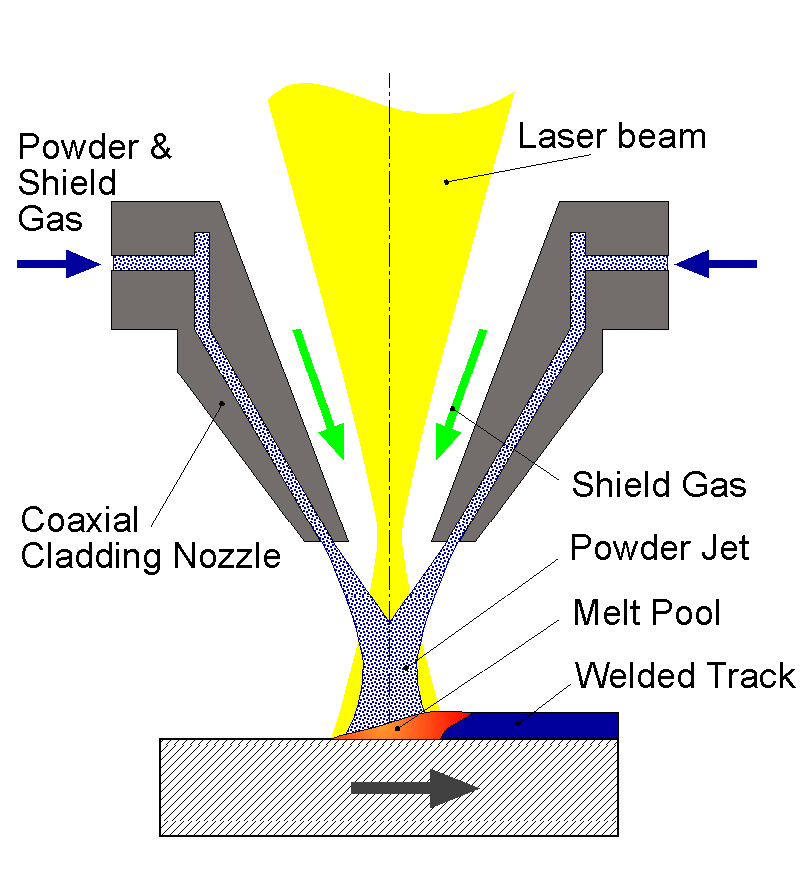 Laser beam
Powder &
Shield
Gas
Shield Gas
Coaxial
Cladding Nozzle
Powder Jet
Melt Pool
Welded Track